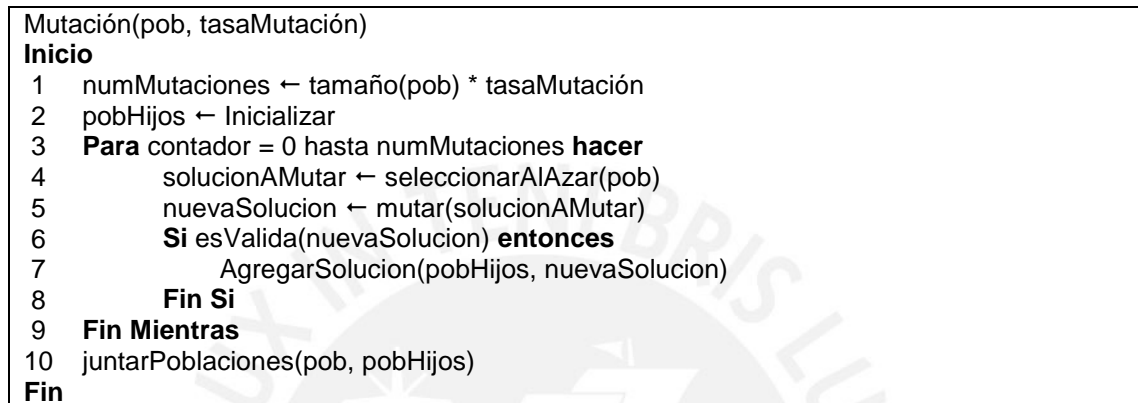 Mutación(pob, tasaMutación)
Inicio
1 numMutaciones ← tamaño(pob) * tasaMutación
2 pobHijos ← Inicializar
3 Para contador = 0 hasta numMutaciones hacer
4 solucionAMutar ← seleccionarAlAzar(pob)
5 nuevaSolucion ← mutar(solucionAMutar)
6 Si esValida(nuevaSolucion) entonces
7 AgregarSolucion(pobHijos, nuevaSolucion)
8 Fin Si
9 Fin Mientras
10 juntarPoblaciones(pob, pobHijos)
Fin